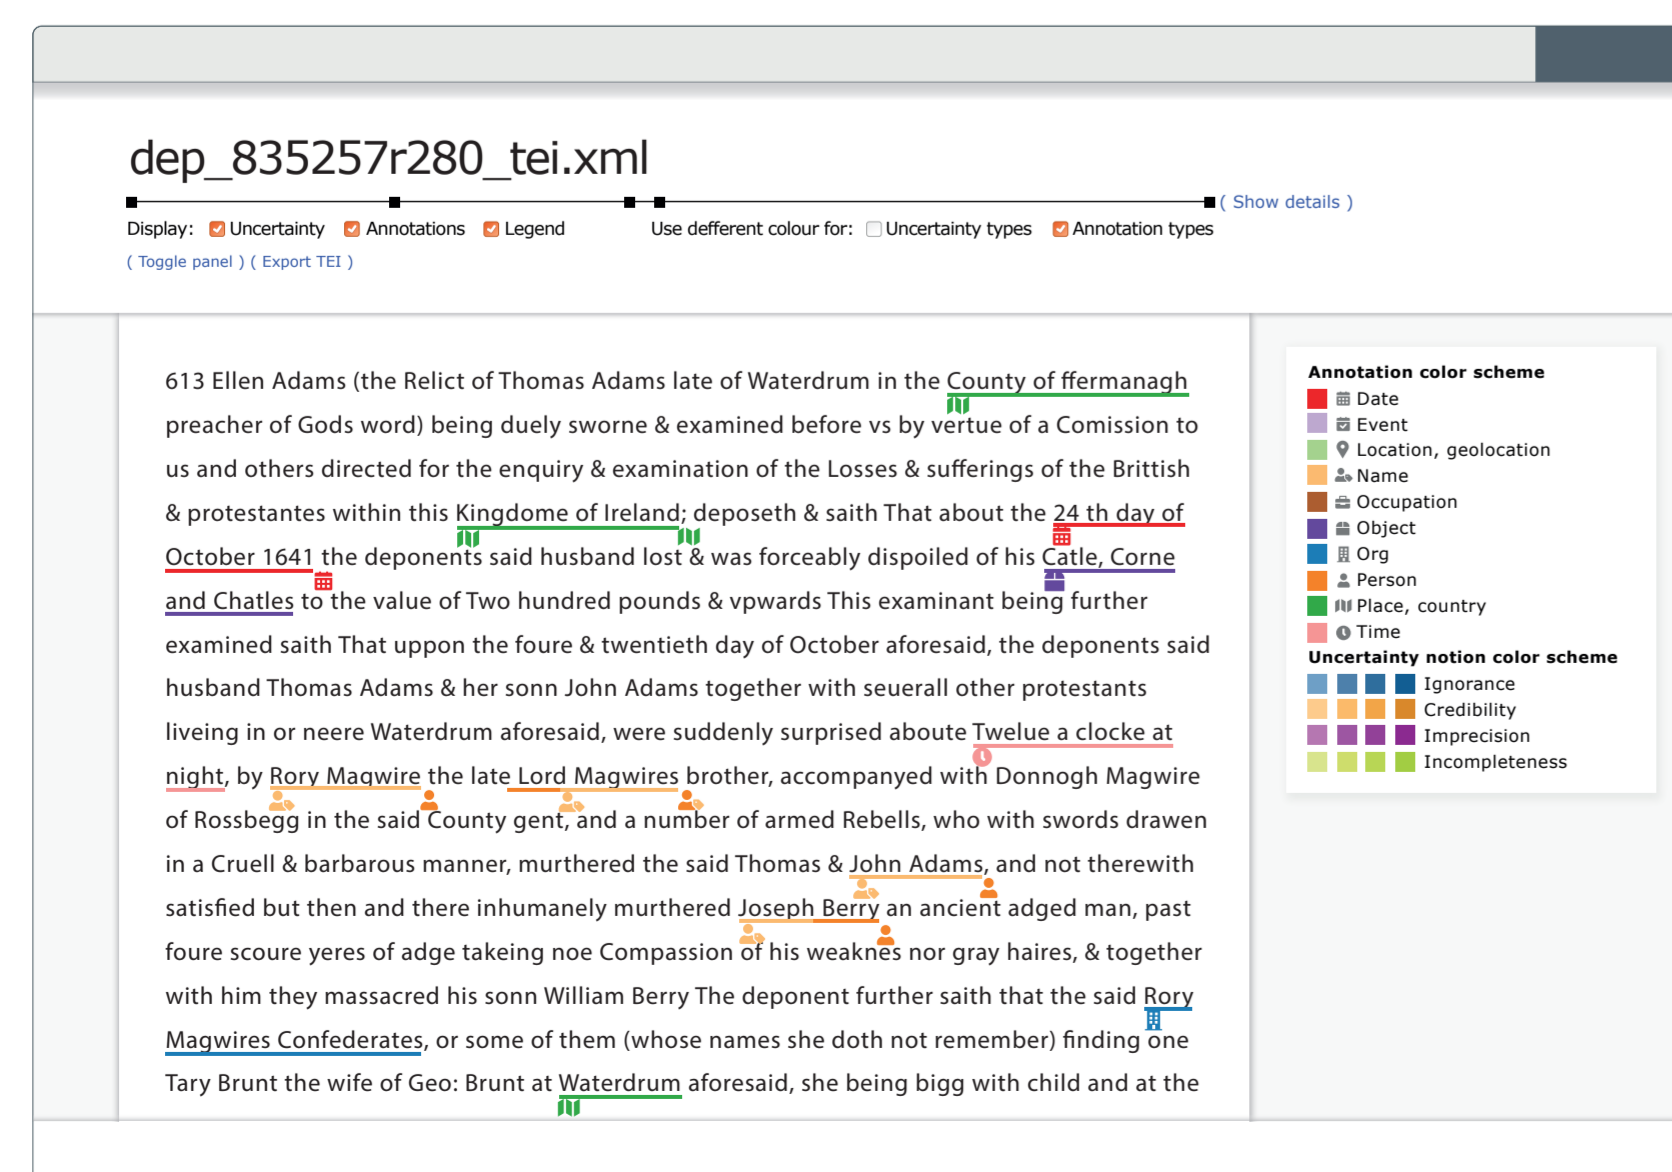 dep_835257r280_tei.xml
( Show details )
Display: Uncertainty Annotations Legend Use defferent colour for: Uncertainty types Annotation types
( Toggle panel ) ( Export TEI )
613 Ellen Adams (the Relict of Thomas Adams late of Waterdrum in the County of ffermanagh
preacher of Gods word) being duely sworne & examined before vs by vertue of a Comission to
us and others directed for the enquiry & examination of the Losses & sufferings of the Brittish
& protestantes within this Kingdome of Ireland; deposeth & saith That about the 24 th day of
October 1641 the deponents said husband lost & was forceably dispoiled of his Catle, Corne
and Chatles to the value of Two hundred pounds & vpwards This examinant being further
examined saith That uppon the foure & twentieth day of October aforesaid, the deponents said
husband Thomas Adams & her sonn John Adams together with seuerall other protestants
liveing in or neere Waterdrum aforesaid, were suddenly surprised aboute Twelue a clocke at
night, by Rory Magwire the late Lord Magwires brother, accompanyed with Donnogh Magwire
of Rossbegg in the said County gent, and a number of armed Rebells, who with swords drawen
in a Cruell & barbarous manner, murthered the said Thomas & John Adams, and not therewith
satisfied but then and there inhumanely murthered Joseph Berry an ancient adged man, past
foure scoure yeres of adge takeing noe Compassion of his weaknes nor gray haires, & together
with him they massacred his sonn William Berry The deponent further saith that the said Rory
Magwires Confederates, or some of them (whose names she doth not remember) finding one
Tary Brunt the wife of Geo: Brunt at Waterdrum aforesaid, she being bigg with child and at the
Annotation color scheme
Date
Event
Location, geolocation
Name
Occupation
Object
Org
Person
Place, country
Time
Uncertainty notion color scheme
Ignorance
Credibility
Imprecision
Incompleteness